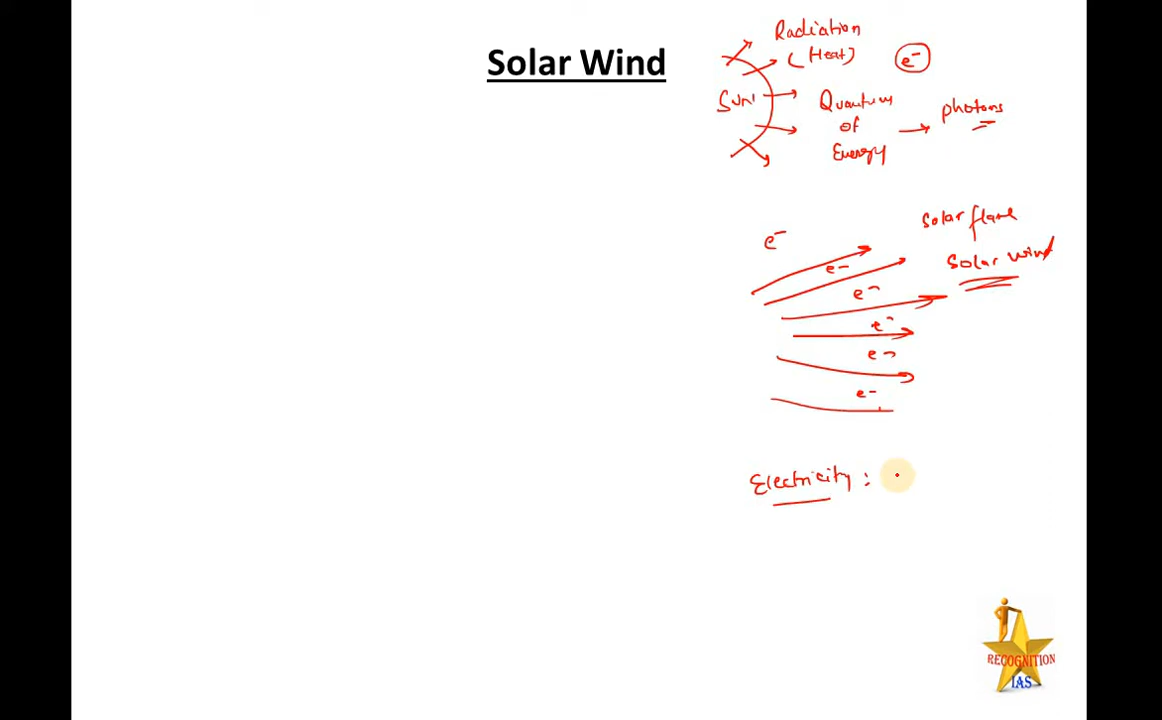 Solar Wind
Radiation
(Heat)
e-
Sun
Quantum
of
Energy
photons
Solar flare
Solar wind
e-
e-
e-
e-
e-
e-
Electricity :
RECOGNITION
IAS